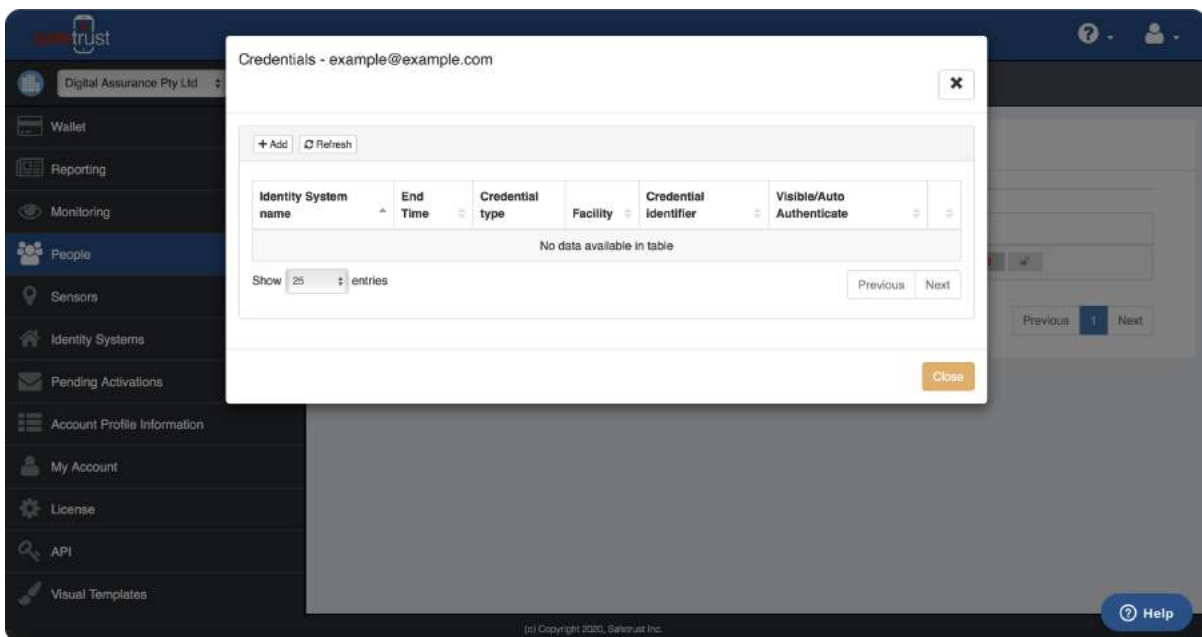 safetrust
Credentials - example@example.com
Digital Assurance Pty Ltd
Wallet
Reporting
Monitoring
People
Sensors
Identity Systems
Pending Activations
Account Profile Information
My Account
License
API
Visual Templates
+ Add Refresh
Identity System name End Time Credential type Facility Credential Identifier Visible/Auto Authenticate
No data available in table
Show 25 entries
Previous Next
Close
Previous 1 Next
(c) Copyright 2020, Safetrust Inc.
Help